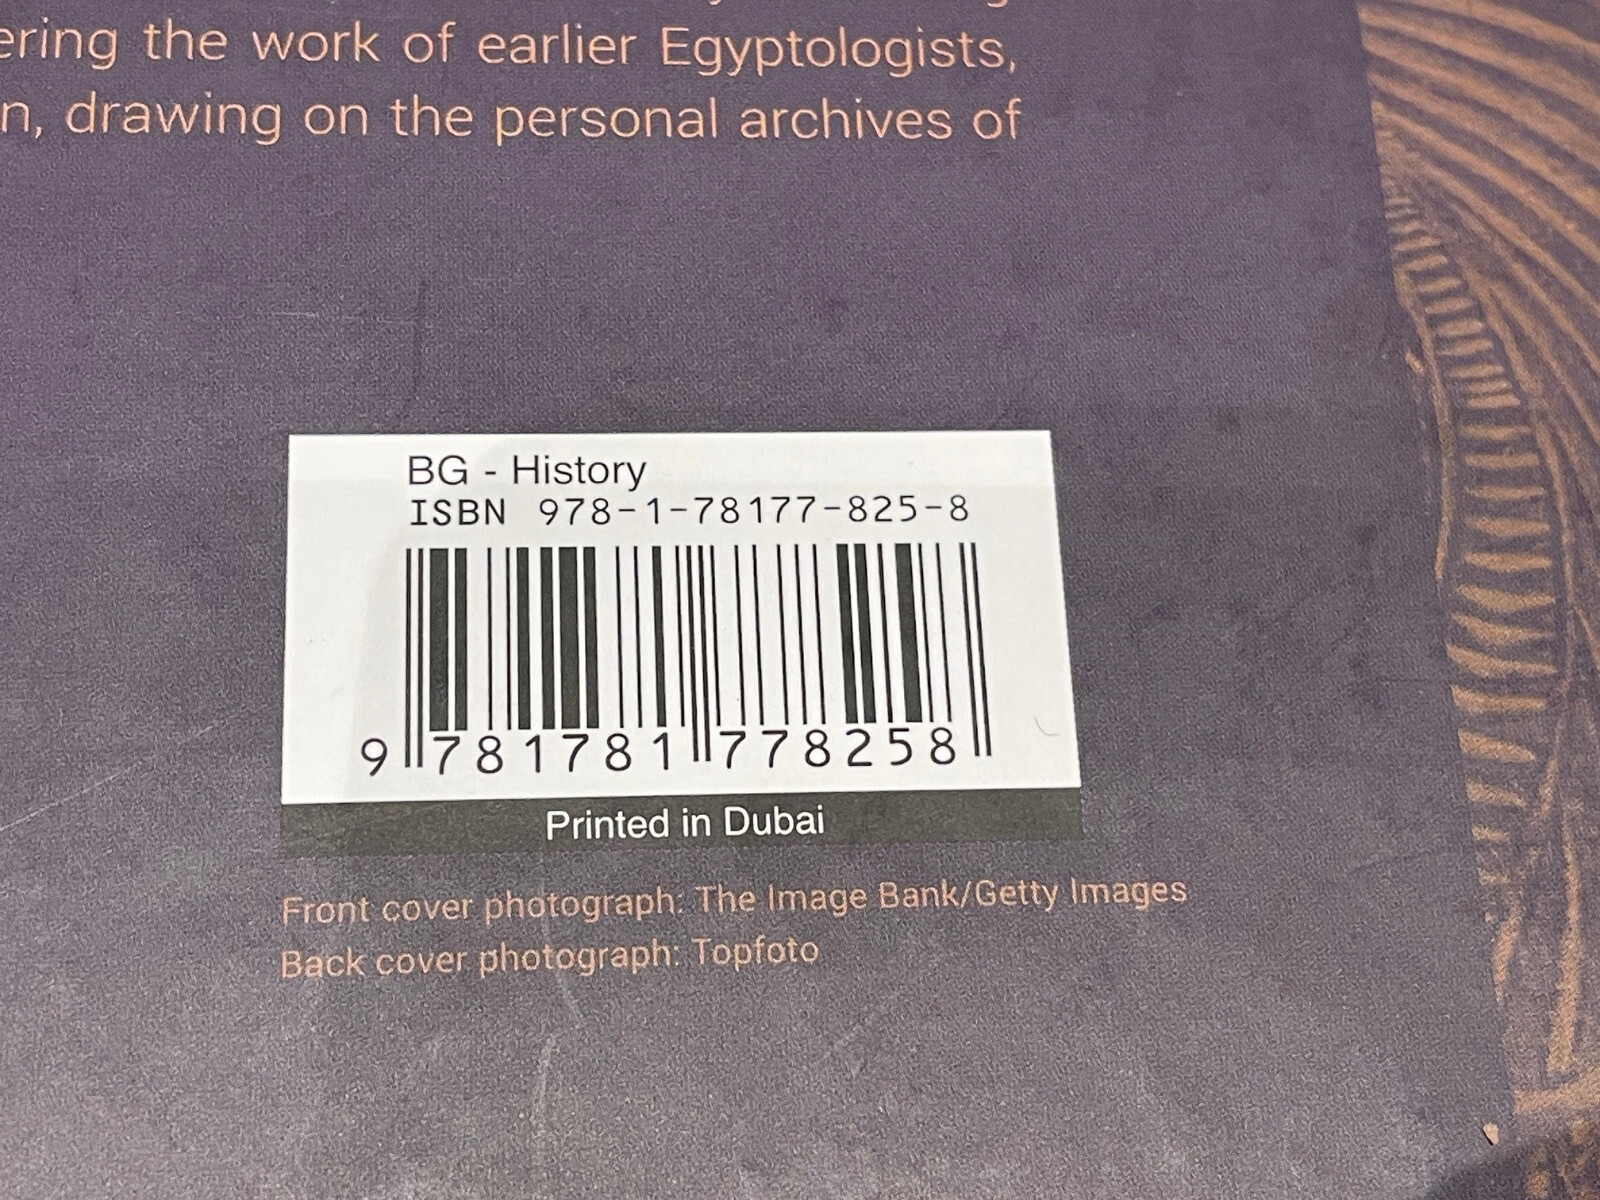 ering the work of earlier Egyptologists,
n, drawing on the personal archives of
BG - History
ISBN 978-1-78177-825-8
9 781781 778258
Printed in Dubai
Front cover photograph: The Image Bank/Getty Images
Back cover photograph: Topfoto